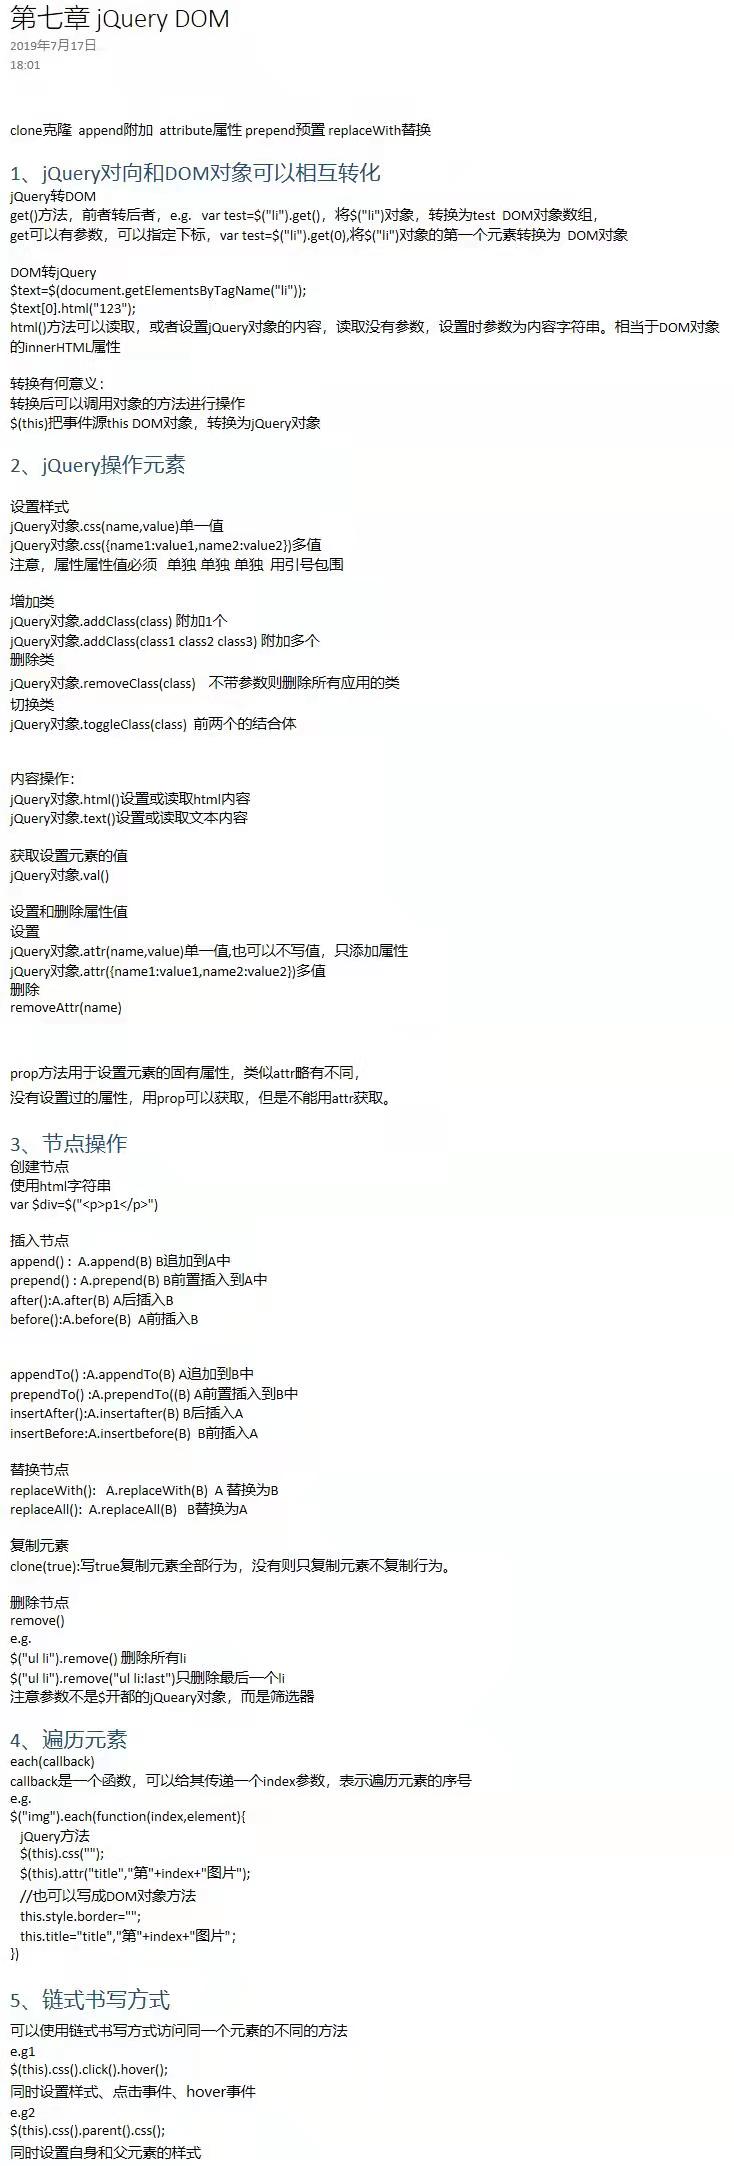 第七章 jQuery DOM
2019年7月17日
18:01
clone克隆 append附加 attribute属性 prepend预置 replaceWith替换
1、jQuery对向和DOM对象可以相互转化
jQuery转DOM
get()方法，前者转后者，e.g. var test=$("li").get()，将$("li")对象，转换为test DOM对象数组，
get可以有参数，可以指定下标，var test=$("li").get(0),将$("li")对象的第一个元素转换为 DOM对象
DOM转jQuery
$text=$(document.getElementsByTagName("li"));
$text[0].html("123");
html()方法可以读取，或者设置jQuery对象的内容，读取没有参数，设置时参数为内容字符串。相当于DOM对象
的innerHTML属性
转换有何意义：
转换后可以调用对象的方法进行操作
$(this)把事件源this DOM对象，转换为jQuery对象
2、jQuery操作元素
设置样式
jQuery对象.css(name,value)单一值
jQuery对象.css({name1:value1,name2:value2})多值
注意，属性属性值必须 单独 单独 单独 用引号包围
增加类
jQuery对象.addClass(class) 附加1个
jQuery对象.addClass(class1 class2 class3) 附加多个
删除类
jQuery对象.removeClass(class) 不带参数则删除所有应用的类
切换类
jQuery对象.toggleClass(class) 前两个的结合体
内容操作：
jQuery对象.html()设置或读取html内容
jQuery对象.text()设置或读取文本内容
获取设置元素的值
jQuery对象.val()
设置和删除属性值
设置
jQuery对象.attr(name,value)单一值,也可以不写值，只添加属性
jQuery对象.attr({name1:value1,name2:value2})多值
删除
removeAttr(name)
prop方法用于设置元素的固有属性，类似attr略有不同，
没有设置过的属性，用prop可以获取，但是不能用attr获取。
3、节点操作
创建节点
使用html字符串
var $div=$("<p>p1</p>")
插入节点
append() : A.append(B) B追加到A中
prepend() : A.prepend(B) B前置插入到A中
after():A.after(B) A后插入B
before():A.before(B) A前插入B
appendTo() :A.appendTo(B) A追加到B中
prependTo() :A.prependTo((B) A前置插入到B中
insertAfter():A.insertafter(B) B后插入A
insertBefore:A.insertbefore(B) B前插入A
替换节点
replaceWith(): A.replaceWith(B) A 替换为B
replaceAll(): A.replaceAll(B) B替换为A
复制元素
clone(true):写true复制元素全部行为，没有则只复制元素不复制行为。
删除节点
remove()
e.g.
$("ul li").remove() 删除所有li
$("ul li").remove("ul li:last")只删除最后一个li
注意参数不是$开都的jQueary对象，而是筛选器
4、遍历元素
each(callback)
callback是一个函数，可以给其传递一个index参数，表示遍历元素的序号
e.g.
$("img").each(function(index,element){
jQuery方法
$(this).css("");
$(this).attr("title","第"+index+"图片");
//也可以写成DOM对象方法
this.style.border="";
this.title="title","第"+index+"图片";
})
5、链式书写方式
可以使用链式书写方式访问同一个元素的不同的方法
e.g1
$(this).css().click().hover();
同时设置样式、点击事件、hover事件
e.g2
$(this).css().parent().css();
同时设置自身和父元素的样式